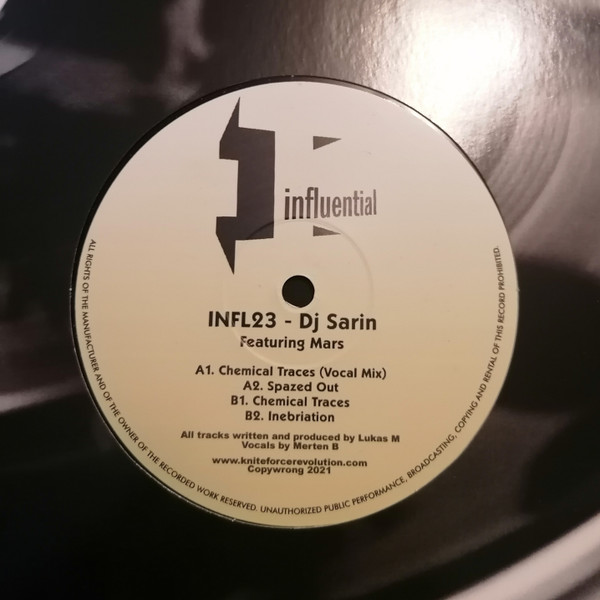 influential
INFL23 - Dj Sarin
Featuring Mars
A1. Chemical Traces (Vocal Mix)
A2. Spazed Out
B1. Chemical Traces
B2. Inebriation
All tracks written and produced by Lukas M
Vocals by Merten B
www.kniteforcerevolution.com
Copywrong 2021
ALL RIGHTS OF THE MANUFACTURER AND OF THE OWNER OF THE RECORDED WORK RESERVED. UNAUTHORIZED PUBLIC PERFORMANCE, BROADCASTING, COPYING AND RENTAL OF THIS RECORD PROHIBITED.